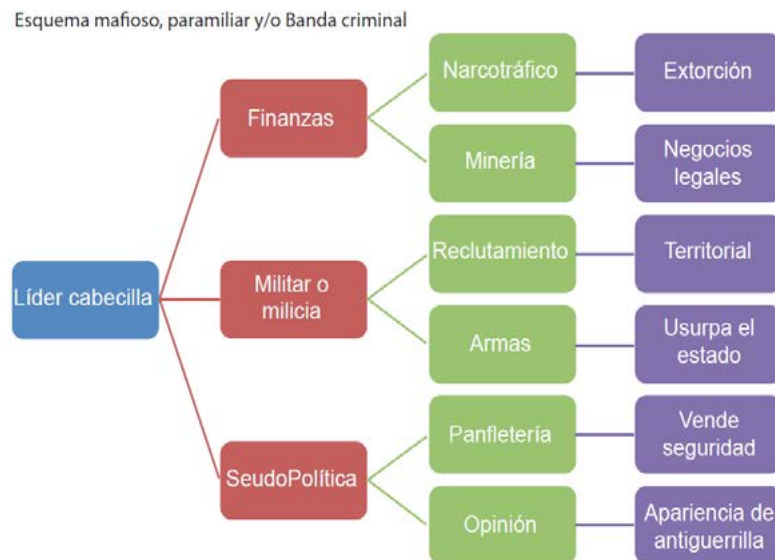 Esquema mafioso, paramiliar y/o Banda criminal
Narcotráfico
Extorción
Finanzas
Minería
Negocios
legales
Reclutamiento
Territorial
Líder cabecilla
Militar o
milicia
Armas
Usurpa el
estado
Panfletería
Vende
seguridad
SeudoPolítica
Opinión
Apariencia de
antiguerrilla